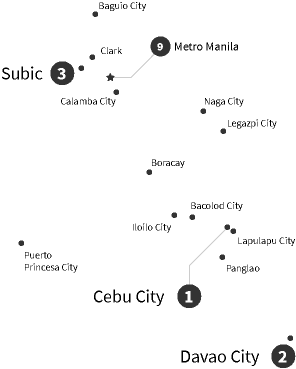 Baguio City
Clark
9 Metro Manila
Subic 3
Calamba City
Naga City
Legazpi City
Boracay
Bacolod City
Iloilo City
Lapulapu City
Puerto
Princesa City
Panglao
Cebu City 1
Davao City 2